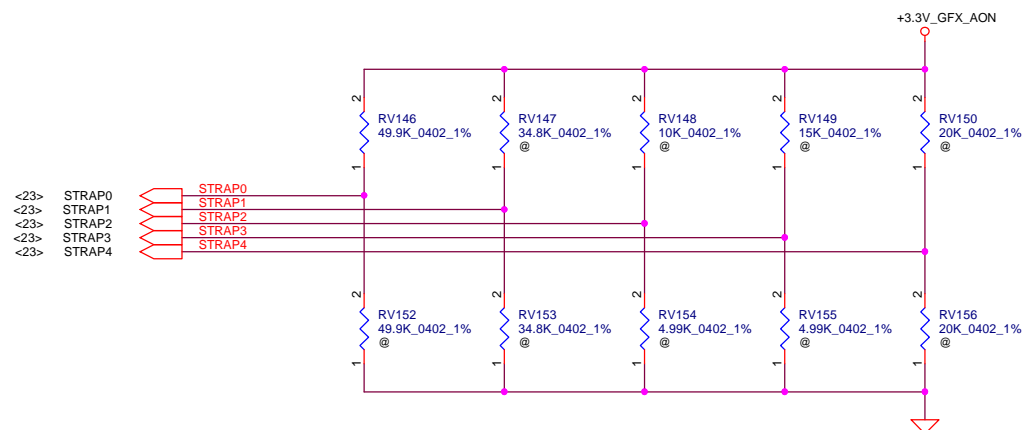 +3.3V_GFX_AON
2
RV146
49.9K_0402_1%
1
2
RV147
34.8K_0402_1%
@
1
2
RV148
10K_0402_1%
@
1
2
RV149
15K_0402_1%
@
1
2
RV150
20K_0402_1%
@
1
<23> STRAP0 STRAP0
<23> STRAP1 STRAP1
<23> STRAP2 STRAP2
<23> STRAP3 STRAP3
<23> STRAP4 STRAP4
2
RV152
49.9K_0402_1%
@
1
2
RV153
34.8K_0402_1%
@
1
2
RV154
4.99K_0402_1%
@
1
2
RV155
4.99K_0402_1%
@
1
2
RV156
20K_0402_1%
@
1